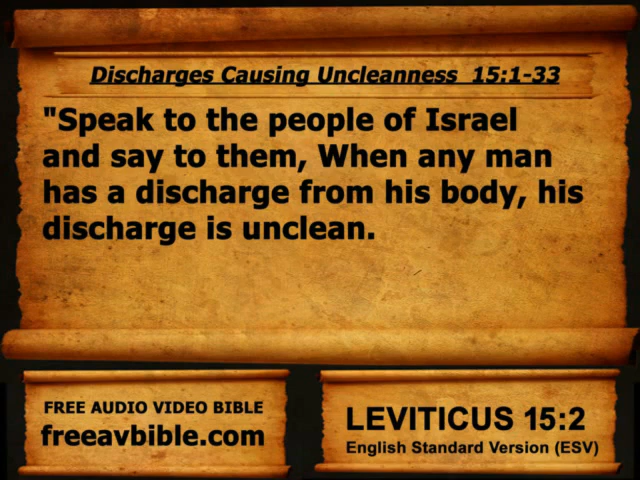 Discharges Causing Uncleanness 15:1-33
"Speak to the people of Israel
and say to them, When any man
has a discharge from his body, his
discharge is unclean.
FREE AUDIO VIDEO BIBLE
freeavbible.com
LEVITICUS 15:2
English Standard Version (ESV)